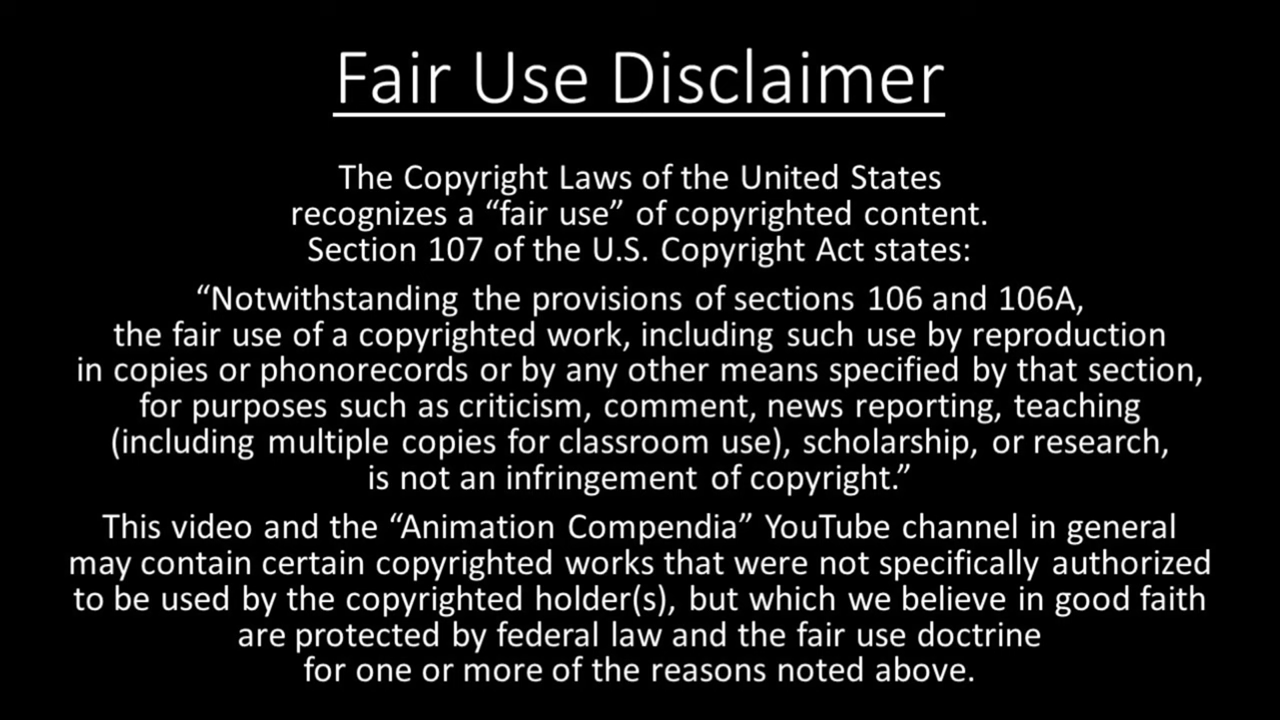 Fair Use Disclaimer
The Copyright Laws of the United States
recognizes a “fair use” of copyrighted content.
Section 107 of the U.S. Copyright Act states:
“Notwithstanding the provisions of sections 106 and 106A,
the fair use of a copyrighted work, including such use by reproduction
in copies or phonorecords or by any other means specified by that section,
for purposes such as criticism, comment, news reporting, teaching
(including multiple copies for classroom use), scholarship, or research,
is not an infringement of copyright.”
This video and the “Animation Compendia” YouTube channel in general
may contain certain copyrighted works that were not specifically authorized
to be used by the copyrighted holder(s), but which we believe in good faith
are protected by federal law and the fair use doctrine
for one or more of the reasons noted above.